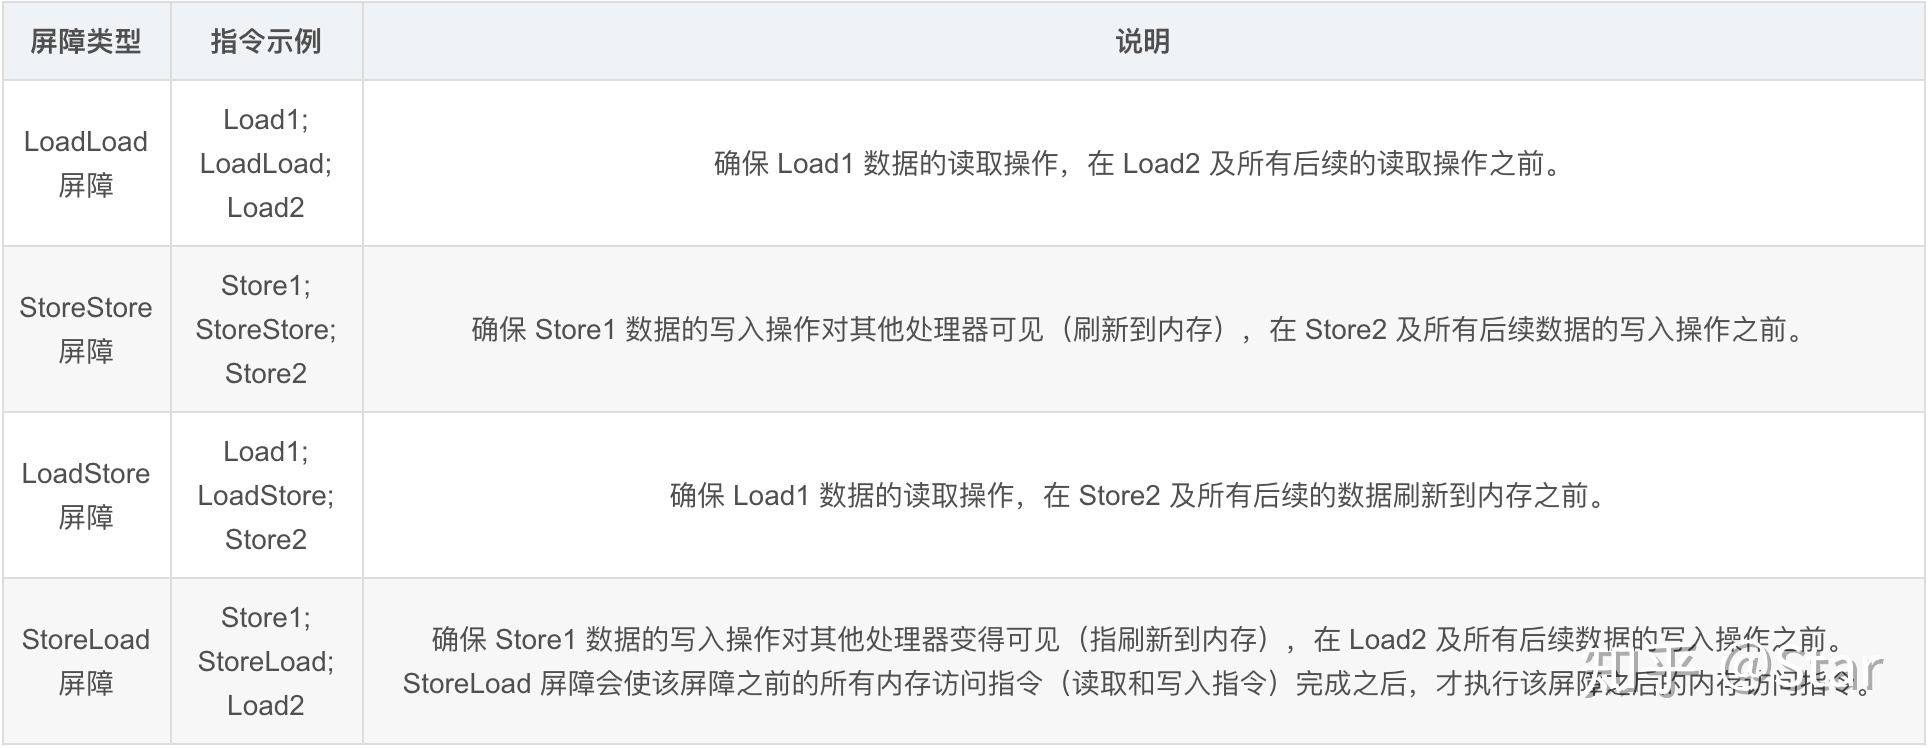 屏障类型 指令示例 说明
LoadLoad
屏障
Load1;
LoadLoad;
Load2
确保 Load1 数据的读取操作，在 Load2 及所有后续的读取操作之前。
StoreStore
屏障
Store1;
StoreStore;
Store2
确保 Store1 数据的写入操作对其他处理器可见（刷新到内存），在 Store2 及所有后续数据的写入操作之前。
LoadStore
屏障
Load1;
LoadStore;
Store2
确保 Load1 数据的读取操作，在 Store2 及所有后续的数据刷新到内存之前。
StoreLoad
屏障
Store1;
StoreLoad;
Load2
确保 Store1 数据的写入操作对其他处理器变得可见（指刷新到内存），在 Load2 及所有后续数据的写入操作之前。
StoreLoad 屏障会使该屏障之前的所有内存访问指令（读取和写入指令）完成之后，才执行该屏障之后的内存访问指令。
知乎 @Star